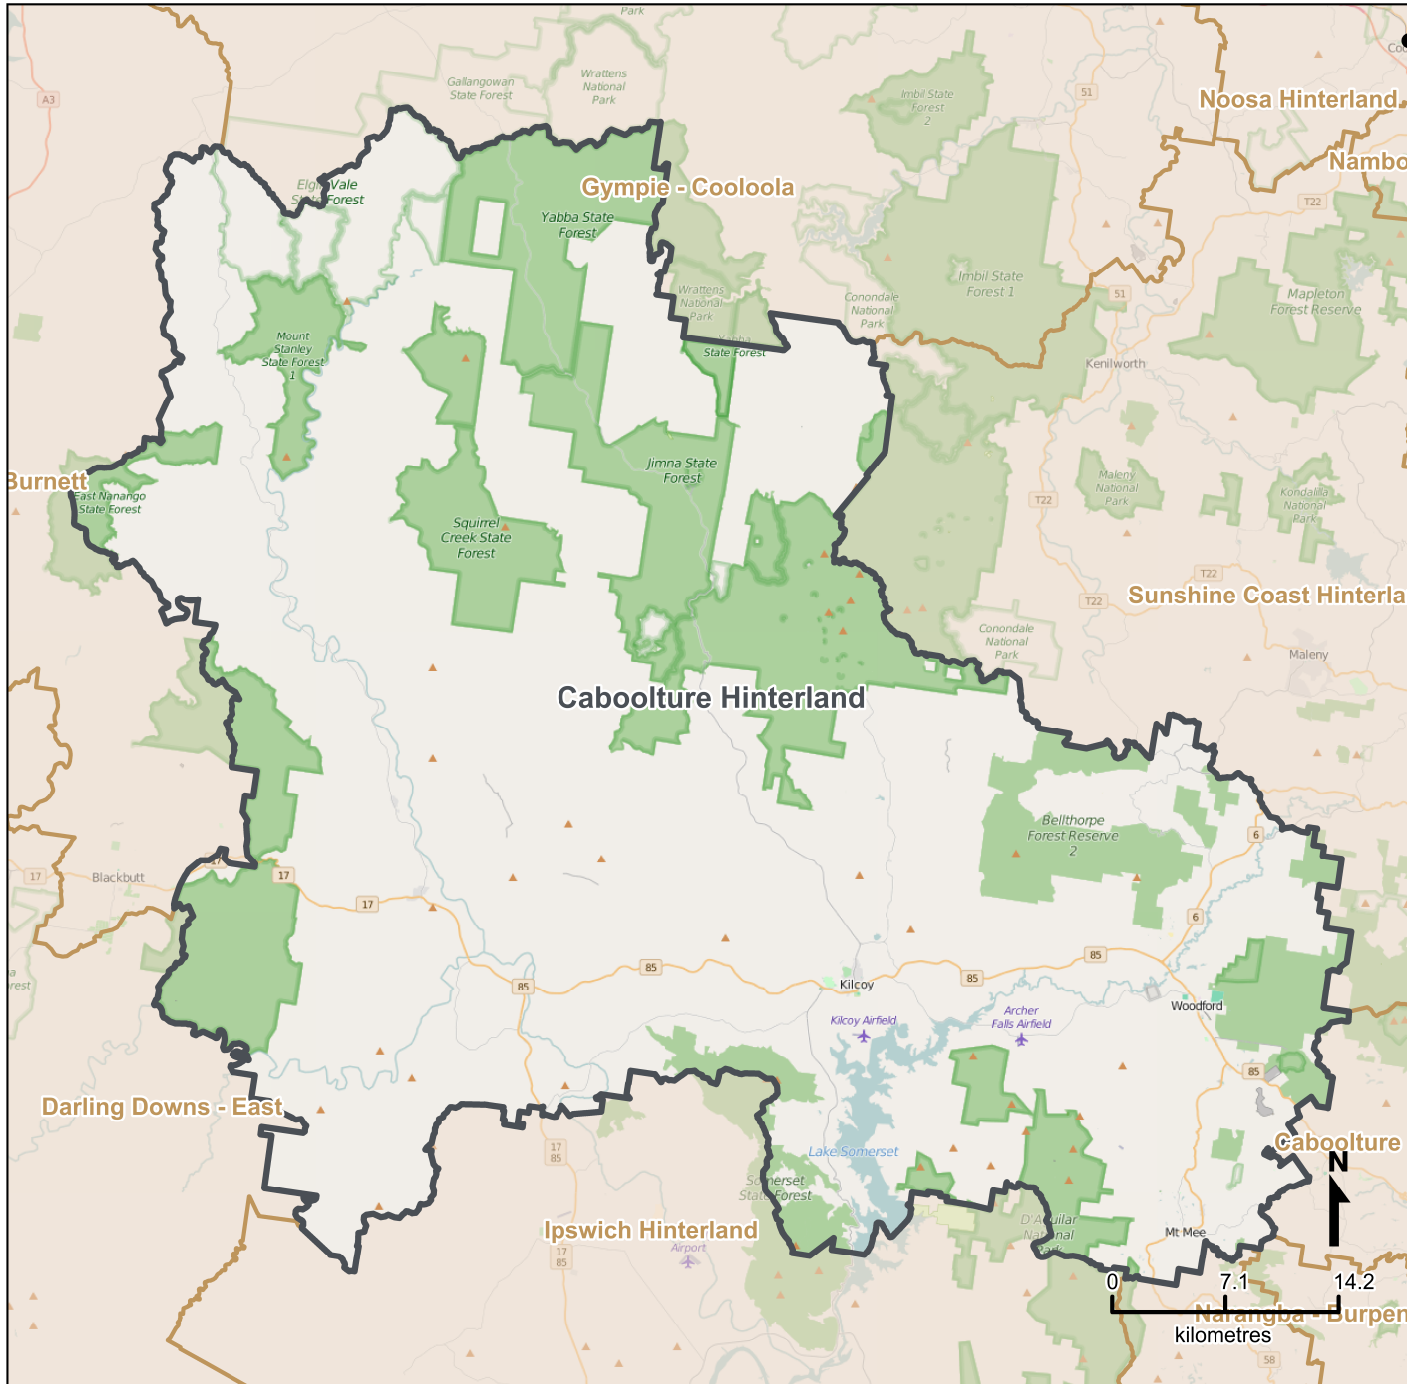 Park
Gallangowan
State Forest
Wrattens
National
Park
A3
Imbil State
Forest
2
51
Noosa Hinterland
Nambo
Elgin Vale
State Forest
Gympie - Cooloola
T22
Yabba State
Forest
Imbil State
Forest 1
Wrattens
National
Park
Conondale
National
Park
51
Mapleton
Forest Reserve
Mount
Stanley
State Forest
1
Yabba
State Forest
Kenilworth
Jimna State
Forest
Maleny
National
Park
Burnett
East Nanango
State Forest
T22
Kondalilla
National
Park
Squirrel
Creek State
Forest
T22
T22
Sunshine Coast Hinterla
Conondale
National
Park
Maleny
Caboolture Hinterland
Bellthorpe
Forest Reserve
2
6
17
17
Blackbutt
17
17
6
85
85
85
85
Kilcoy
Woodford
Kilcoy Airfield
Archer
Falls Airfield
85
Darling Downs - East
17
85
Lake Somerset
Caboolture
N
Somerset
State Forest
Ipswich Hinterland
Airport
17
85
D'Aguilar
National
Park
Mt Mee
0 7.1 14.2
Narangba - Burpen
kilometres
58